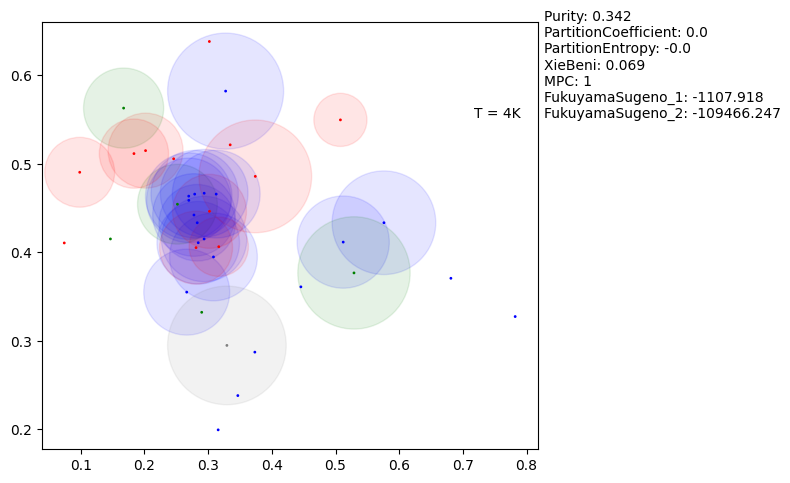 Purity: 0.342
PartitionCoefficient: 0.0
PartitionEntropy: -0.0
XieBeni: 0.069
MPC: 1
FukuyamaSugeno_1: -1107.918
FukuyamaSugeno_2: -109466.247
T = 4K
0.6
0.5
0.4
0.3
0.2
0.1 0.2 0.3 0.4 0.5 0.6 0.7 0.8